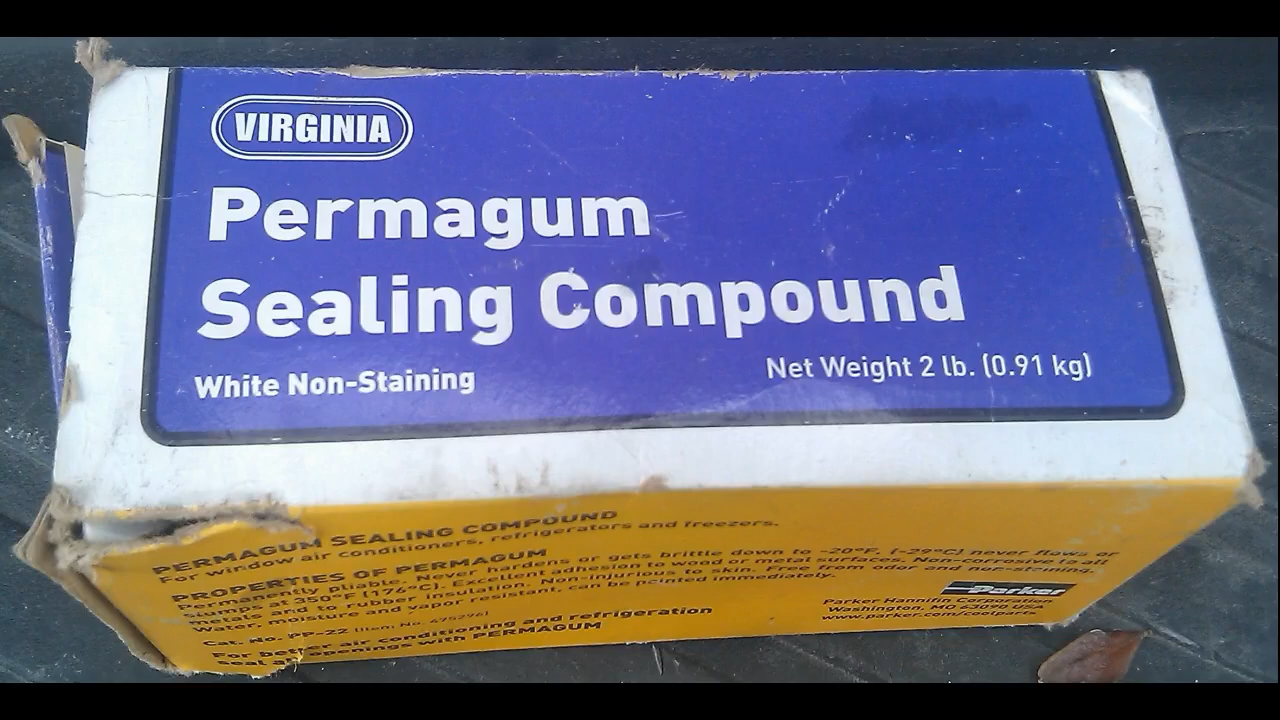 VIRGINIA
Permagum
Sealing Compound
White Non-Staining
Net Weight 2 lb. (0.91 kg)
PERMAGUM SEALING COMPOUND
For window air conditioners, refrigerators and freezers.
PROPERTIES OF PERMAGUM
Permanently pliable. Never hardens or gets brittle down to -20°F. (-29°C) never flows or
slumps at 350°F (176°C). Excellent adhesion to wood or metal surfaces. Non-corrosive to all
metals and to rubber insulation. Non-injurious to skin. Free from odor and non-staining.
Water, moisture and vapor resistant, can be painted immediately.
Cat. No. PP-22 (Item No. 475296)
For better air conditioning and refrigeration
seal all openings with PERMAGUM
Parker
Parker Hannifin Corporation
Washington, MO 63090 USA
www.parker.com/coolparts